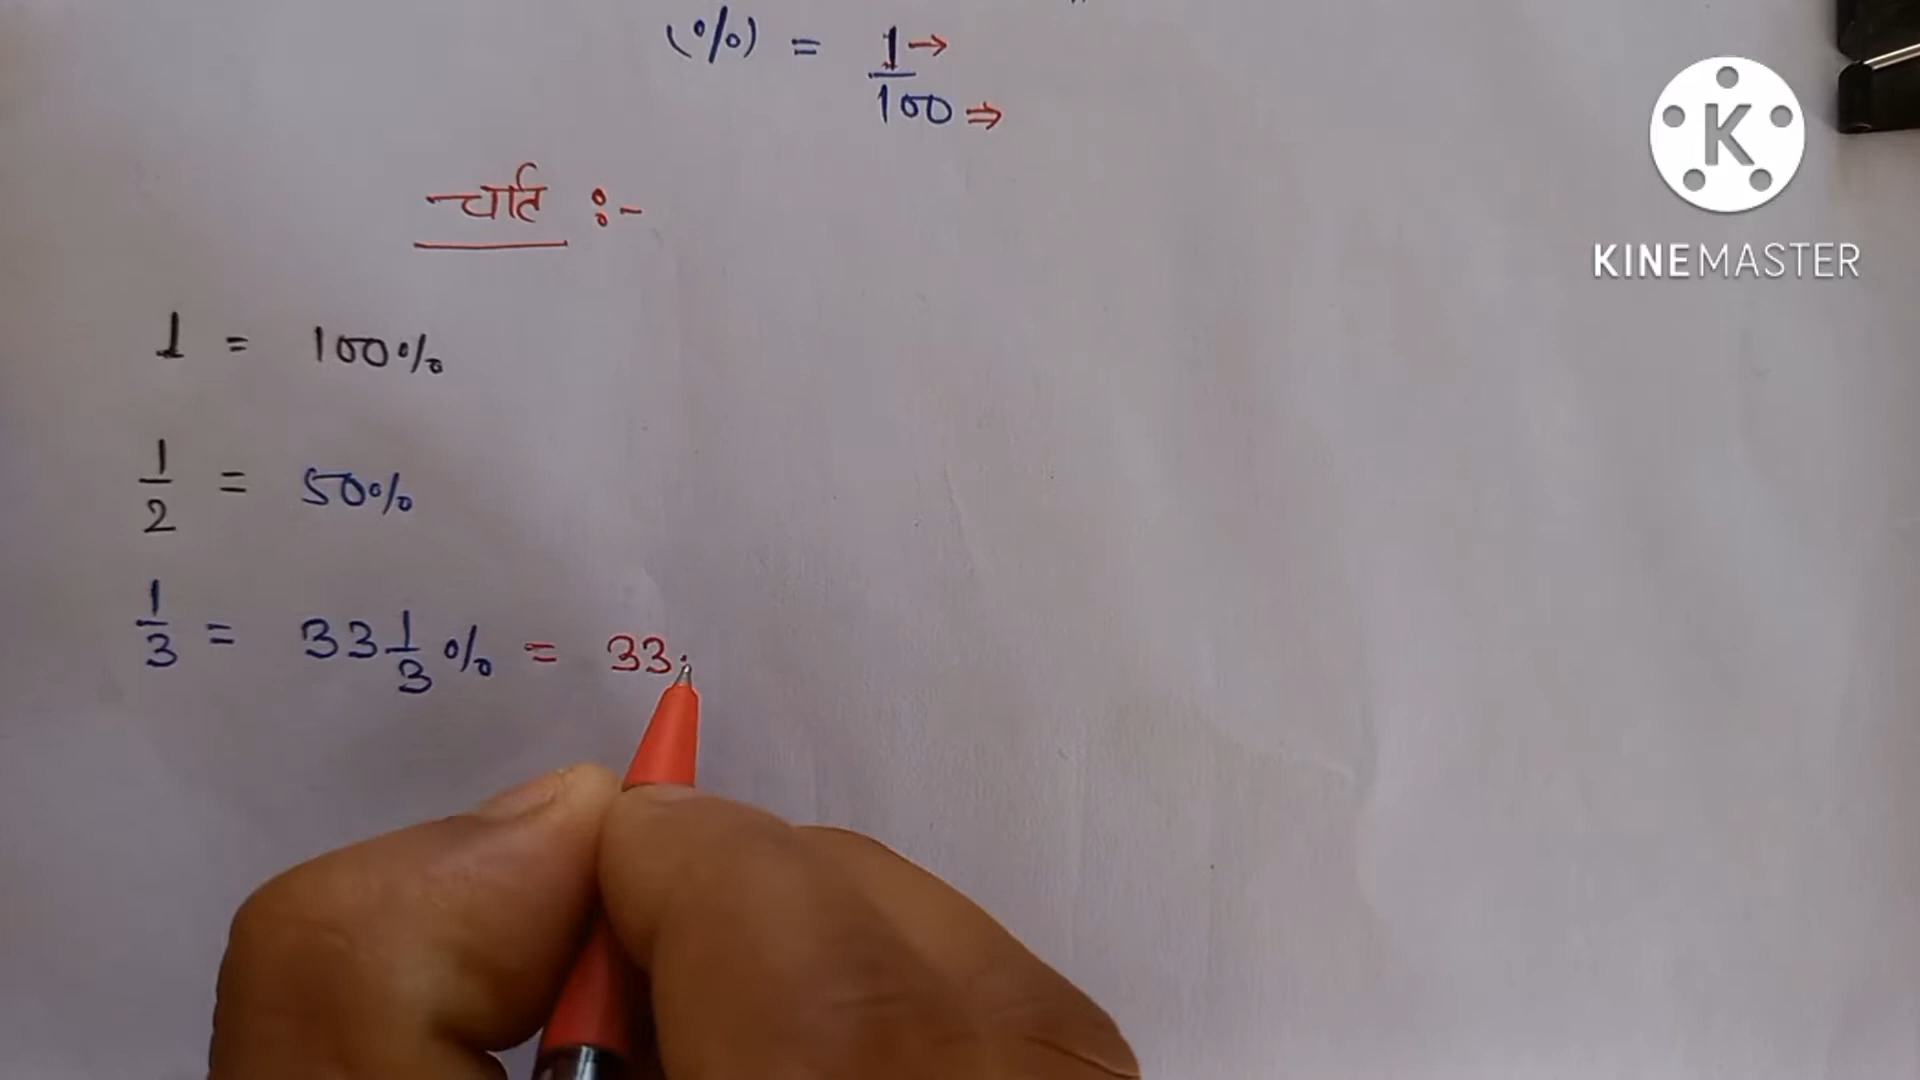 (%) = 1→
100⇒
चार्ट :-
K
KINEMASTER
1 = 100%
1/2 = 50%
1/3 = 33 1/3 % = 33.